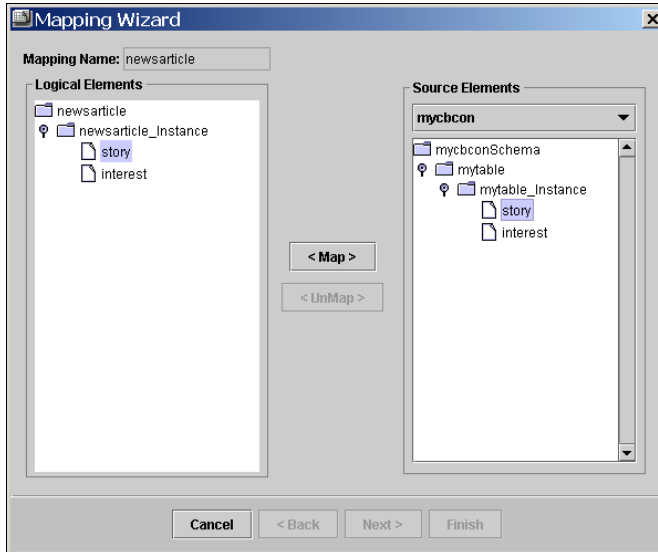 Mapping Wizard
Mapping Name: newsarticle
Logical Elements
newsarticle
newsarticle_Instance
story
interest
< Map >
< UnMap >
Source Elements
mycbcon
mycbconSchema
mytable
mytable_Instance
story
interest
Cancel
< Back
Next >
Finish